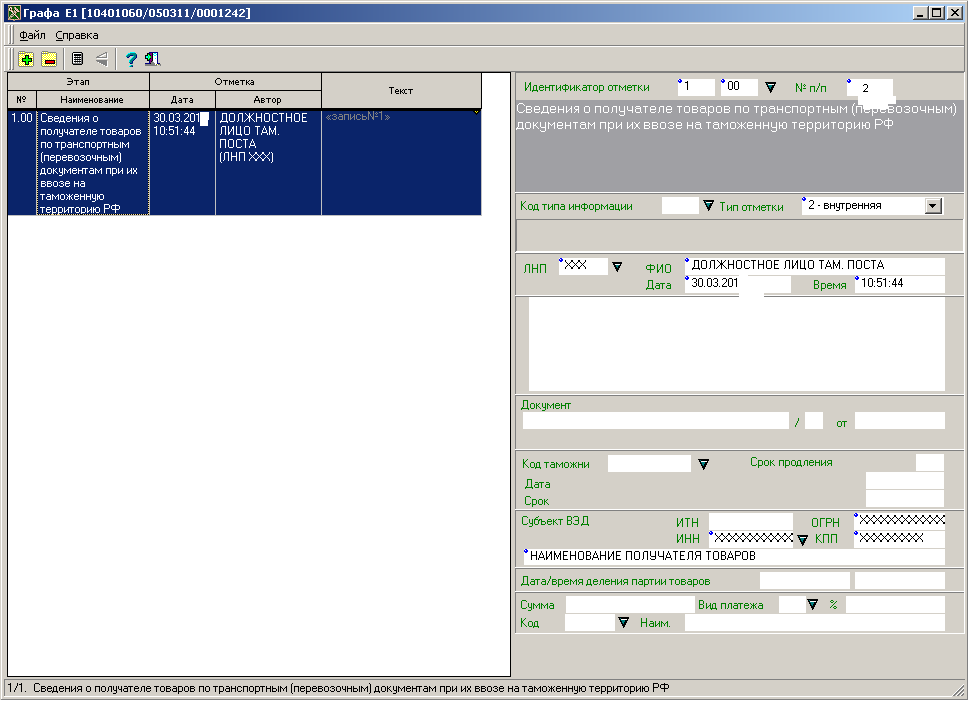 Графа Е1 [10401060/050311/0001242]
Файл Справка
Этап Отметка Текст
№ Наименование Дата Автор
1.00 Сведения о получателе товаров по транспортным (перевозочным) документам при их ввозе на таможенную территорию РФ
30.03.201
10:51:44
ДОЛЖНОСТНОЕ
ЛИЦО ТАМ.
ПОСТА
(ЛНП XXX)
<запись№1>
Идентификатор отметки 1 00 № п/п 2
Сведения о получателе товаров по транспортным (перевозочным)
документам при их ввозе на таможенную территорию РФ
Код типа информации Тип отметки 2 - внутренняя
ЛНП XXX ФИО ДОЛЖНОСТНОЕ ЛИЦО ТАМ. ПОСТА
Дата 30.03.201 Время 10:51:44
Документ
/ от
Код таможни Срок продления
Дата
Срок
Субъект ВЭД ИТН ОГРН XXXXXXXXXXX
ИНН XXXXXXXXXX КПП XXXXXXXX
НАИМЕНОВАНИЕ ПОЛУЧАТЕЛЯ ТОВАРОВ
Дата/время деления партии товаров
Сумма Вид платежа %
Код Наим.
1/1. Сведения о получателе товаров по транспортным (перевозочным) документам при их ввозе на таможенную территорию РФ